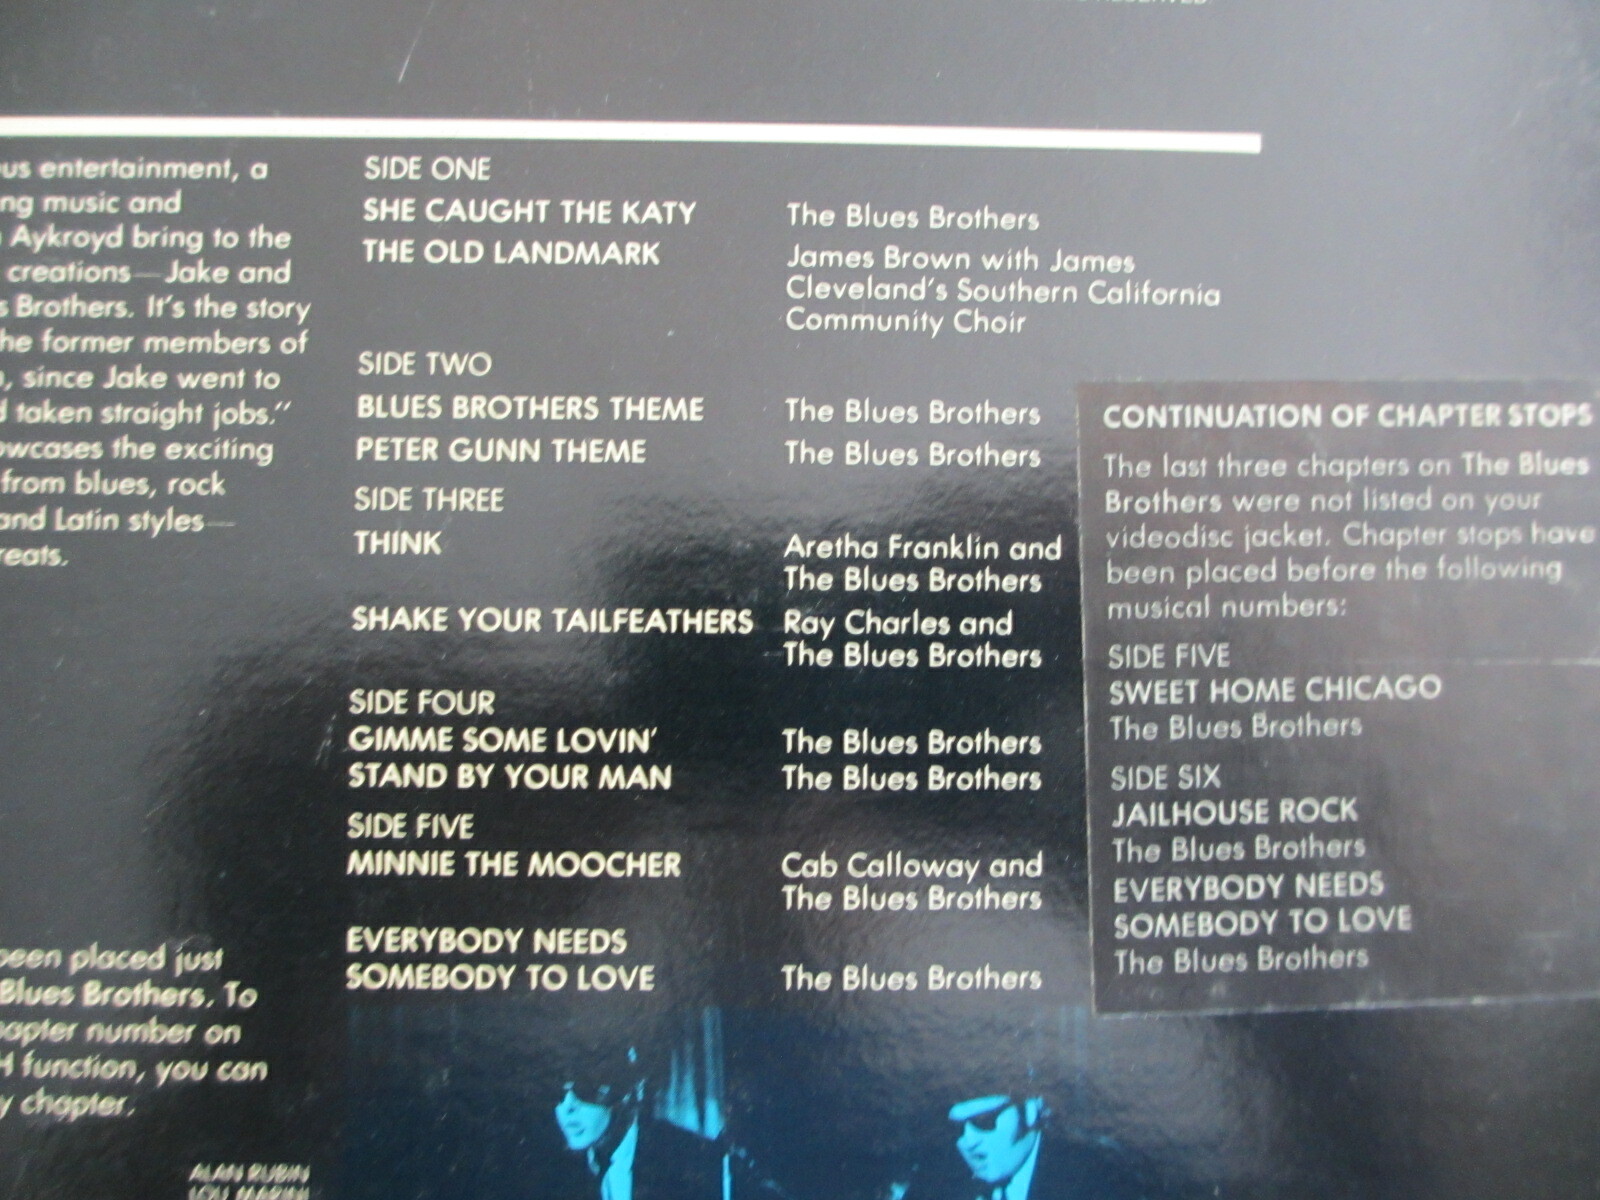 RESERVED.
us entertainment, a
ng music and
Aykroyd bring to the
creations—Jake and
s Brothers. It's the story
he former members of
, since Jake went to
d taken straight jobs."
owcases the exciting
from blues, rock
and Latin styles—
reats.
been placed just
Blues Brothers. To
hapter number on
H function, you can
y chapter.
ALAN RUBIN
LOU MARINI
SIDE ONE
SHE CAUGHT THE KATY The Blues Brothers
THE OLD LANDMARK James Brown with James
Cleveland's Southern California
Community Choir
SIDE TWO
BLUES BROTHERS THEME The Blues Brothers
PETER GUNN THEME The Blues Brothers
SIDE THREE
THINK Aretha Franklin and
The Blues Brothers
SHAKE YOUR TAILFEATHERS Ray Charles and
The Blues Brothers
SIDE FOUR
GIMME SOME LOVIN' The Blues Brothers
STAND BY YOUR MAN The Blues Brothers
SIDE FIVE
MINNIE THE MOOCHER Cab Calloway and
The Blues Brothers
EVERYBODY NEEDS
SOMEBODY TO LOVE The Blues Brothers
CONTINUATION OF CHAPTER STOPS
The last three chapters on The Blues
Brothers were not listed on your
videodisc jacket. Chapter stops have
been placed before the following
musical numbers:
SIDE FIVE
SWEET HOME CHICAGO
The Blues Brothers
SIDE SIX
JAILHOUSE ROCK
The Blues Brothers
EVERYBODY NEEDS
SOMEBODY TO LOVE
The Blues Brothers